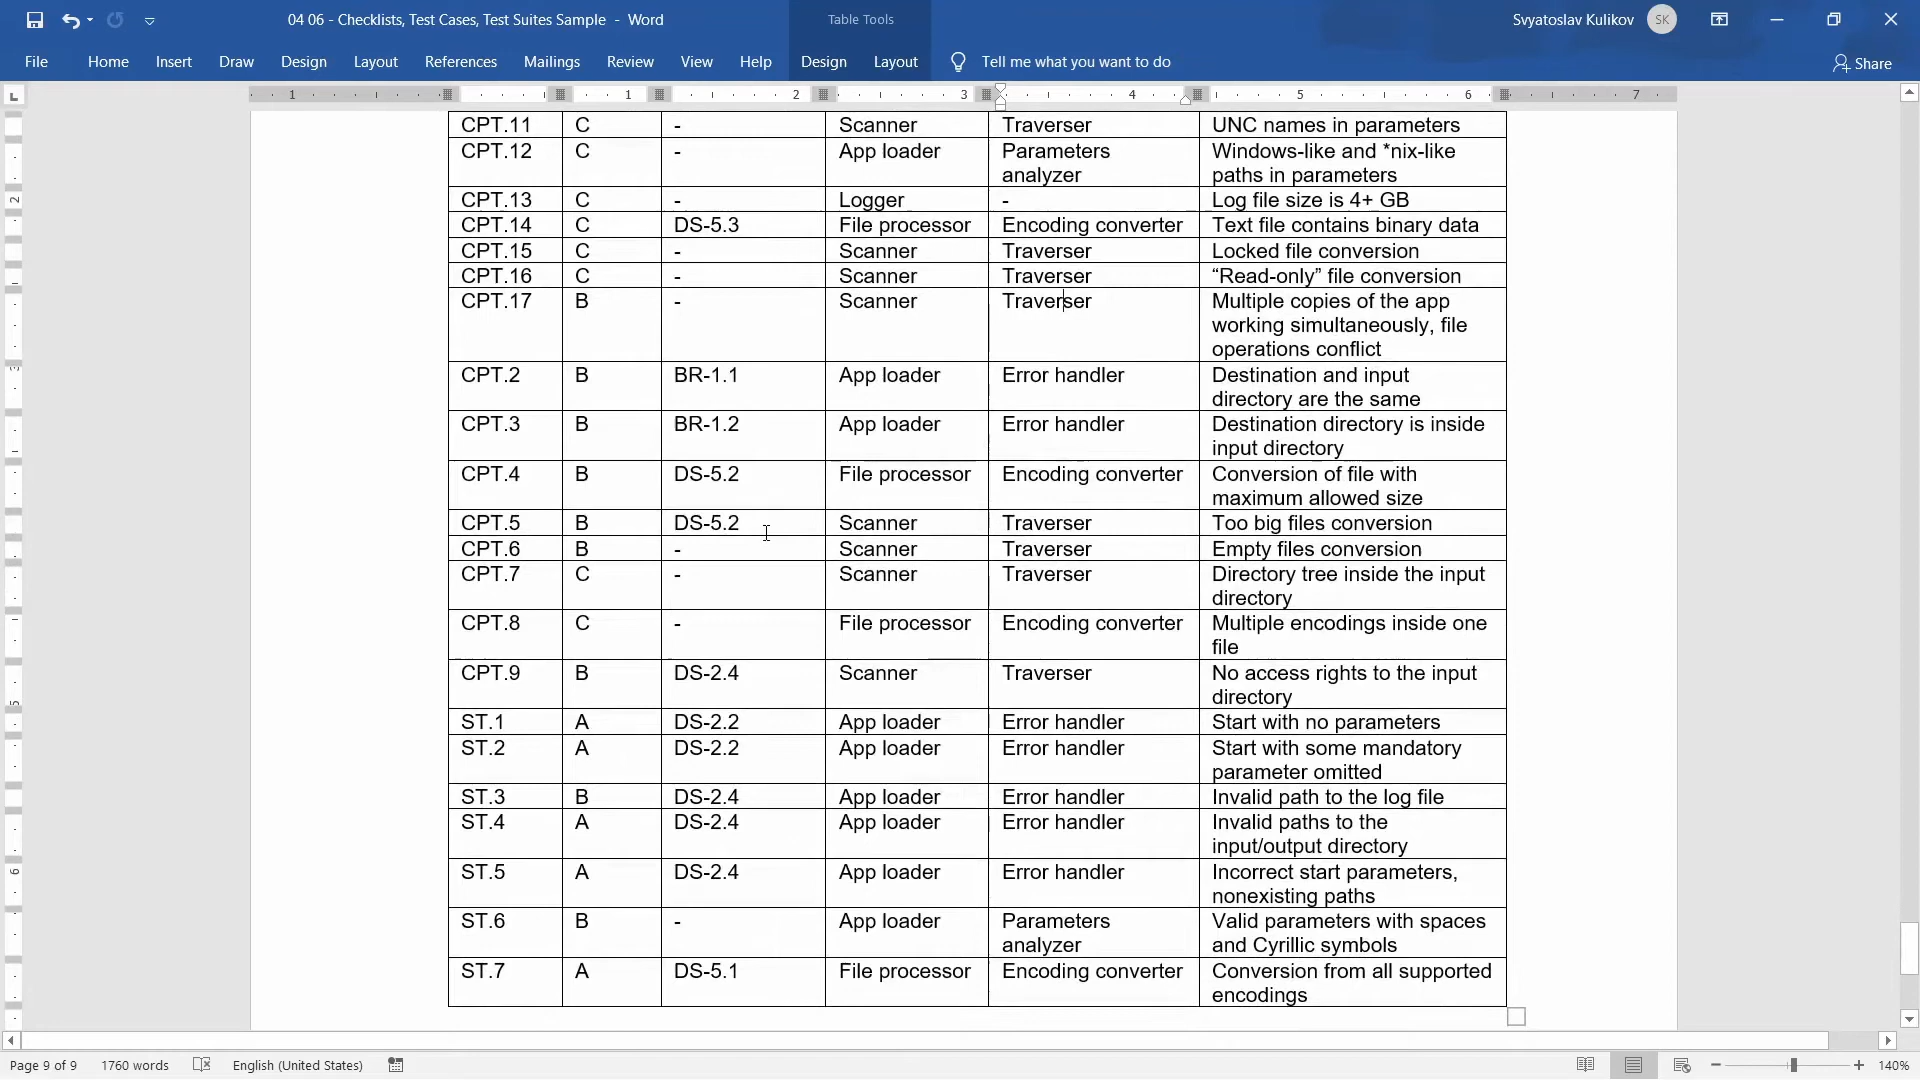 04 06 - Checklists, Test Cases, Test Suites Sample - Word
Table Tools
Svyatoslav Kulikov
SK
File Home Insert Draw Design Layout References Mailings Review View Help Design Layout Tell me what you want to do Share
1 1 2 3 4 5 6 7
CPT.11 C - Scanner Traverser UNC names in parameters
CPT.12 C - App loader Parameters analyzer Windows-like and *nix-like
paths in parameters
CPT.13 C - Logger - Log file size is 4+ GB
CPT.14 C DS-5.3 File processor Encoding converter Text file contains binary data
CPT.15 C - Scanner Traverser Locked file conversion
CPT.16 C - Scanner Traverser “Read-only” file conversion
CPT.17 B - Scanner Traverser Multiple copies of the app
working simultaneously, file
operations conflict
CPT.2 B BR-1.1 App loader Error handler Destination and input
directory are the same
CPT.3 B BR-1.2 App loader Error handler Destination directory is inside
input directory
CPT.4 B DS-5.2 File processor Encoding converter Conversion of file with
maximum allowed size
CPT.5 B DS-5.2 Scanner Traverser Too big files conversion
CPT.6 B - Scanner Traverser Empty files conversion
CPT.7 C - Scanner Traverser Directory tree inside the input
directory
CPT.8 C - File processor Encoding converter Multiple encodings inside one
file
CPT.9 B DS-2.4 Scanner Traverser No access rights to the input
directory
ST.1 A DS-2.2 App loader Error handler Start with no parameters
ST.2 A DS-2.2 App loader Error handler Start with some mandatory
parameter omitted
ST.3 B DS-2.4 App loader Error handler Invalid path to the log file
ST.4 A DS-2.4 App loader Error handler Invalid paths to the
input/output directory
ST.5 A DS-2.4 App loader Error handler Incorrect start parameters,
nonexisting paths
ST.6 B - App loader Parameters analyzer Valid parameters with spaces
and Cyrillic symbols
ST.7 A DS-5.1 File processor Encoding converter Conversion from all supported
encodings
Page 9 of 9 1760 words English (United States) 140%